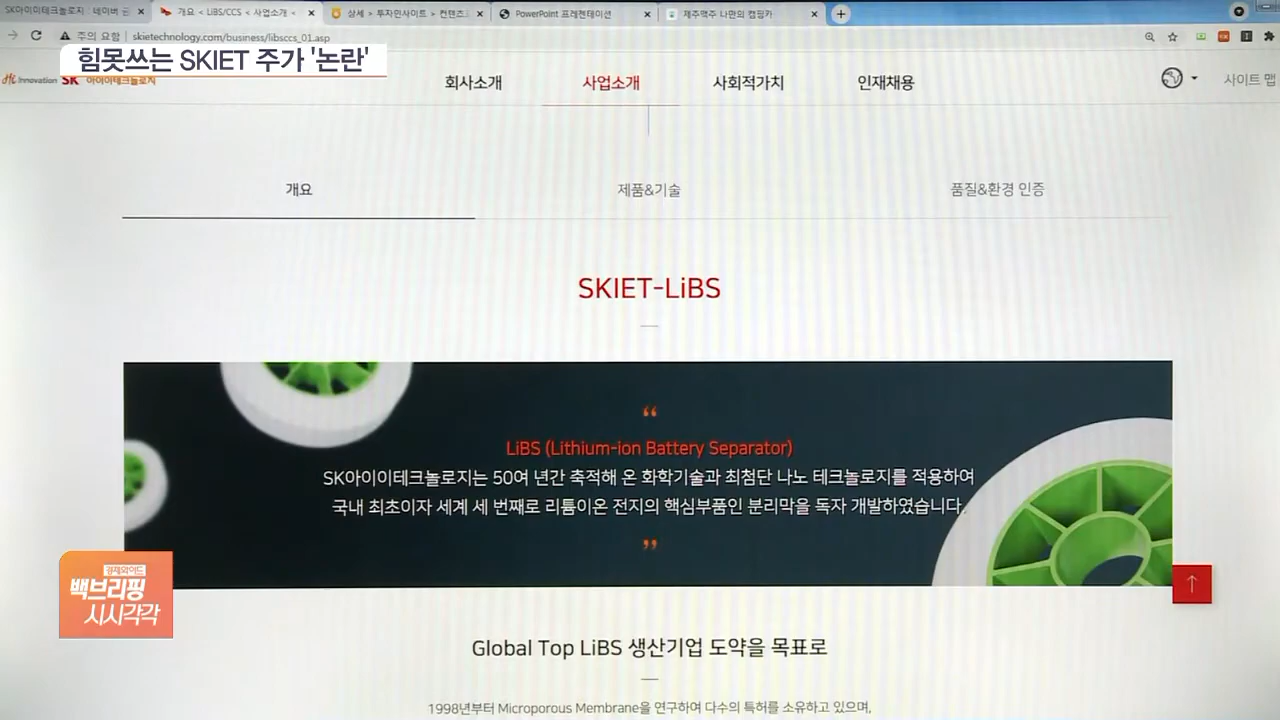 SK아이이테크놀로지 : 네이버 금
개요 < LiBS/CCS < 사업소개 <
상세 > 투자인사이트 > 컨텐츠
PowerPoint 프레젠테이션
제주맥주 나만의 캠핑카
주의 요함 | skietechnology.com/business/libsccs_01.asp
힘못쓰는 SKIET 주가 '논란'
Innovation SK 아이이테크놀로지
회사소개
사업소개
사회적가치
인재채용
사이트 맵
개요
제품&기술
품질&환경 인증
SKIET-LiBS
“
LiBS (Lithium-ion Battery Separator)
SK아이이테크놀로지는 50여 년간 축적해 온 화학기술과 최첨단 나노 테크놀로지를 적용하여
국내 최초이자 세계 세 번째로 리튬이온 전지의 핵심부품인 분리막을 독자 개발하였습니다.
”
경제와이드
백브리핑
시시각각
Global Top LiBS 생산기업 도약을 목표로
1998년부터 Microporous Membrane을 연구하여 다수의 특허를 소유하고 있으며,